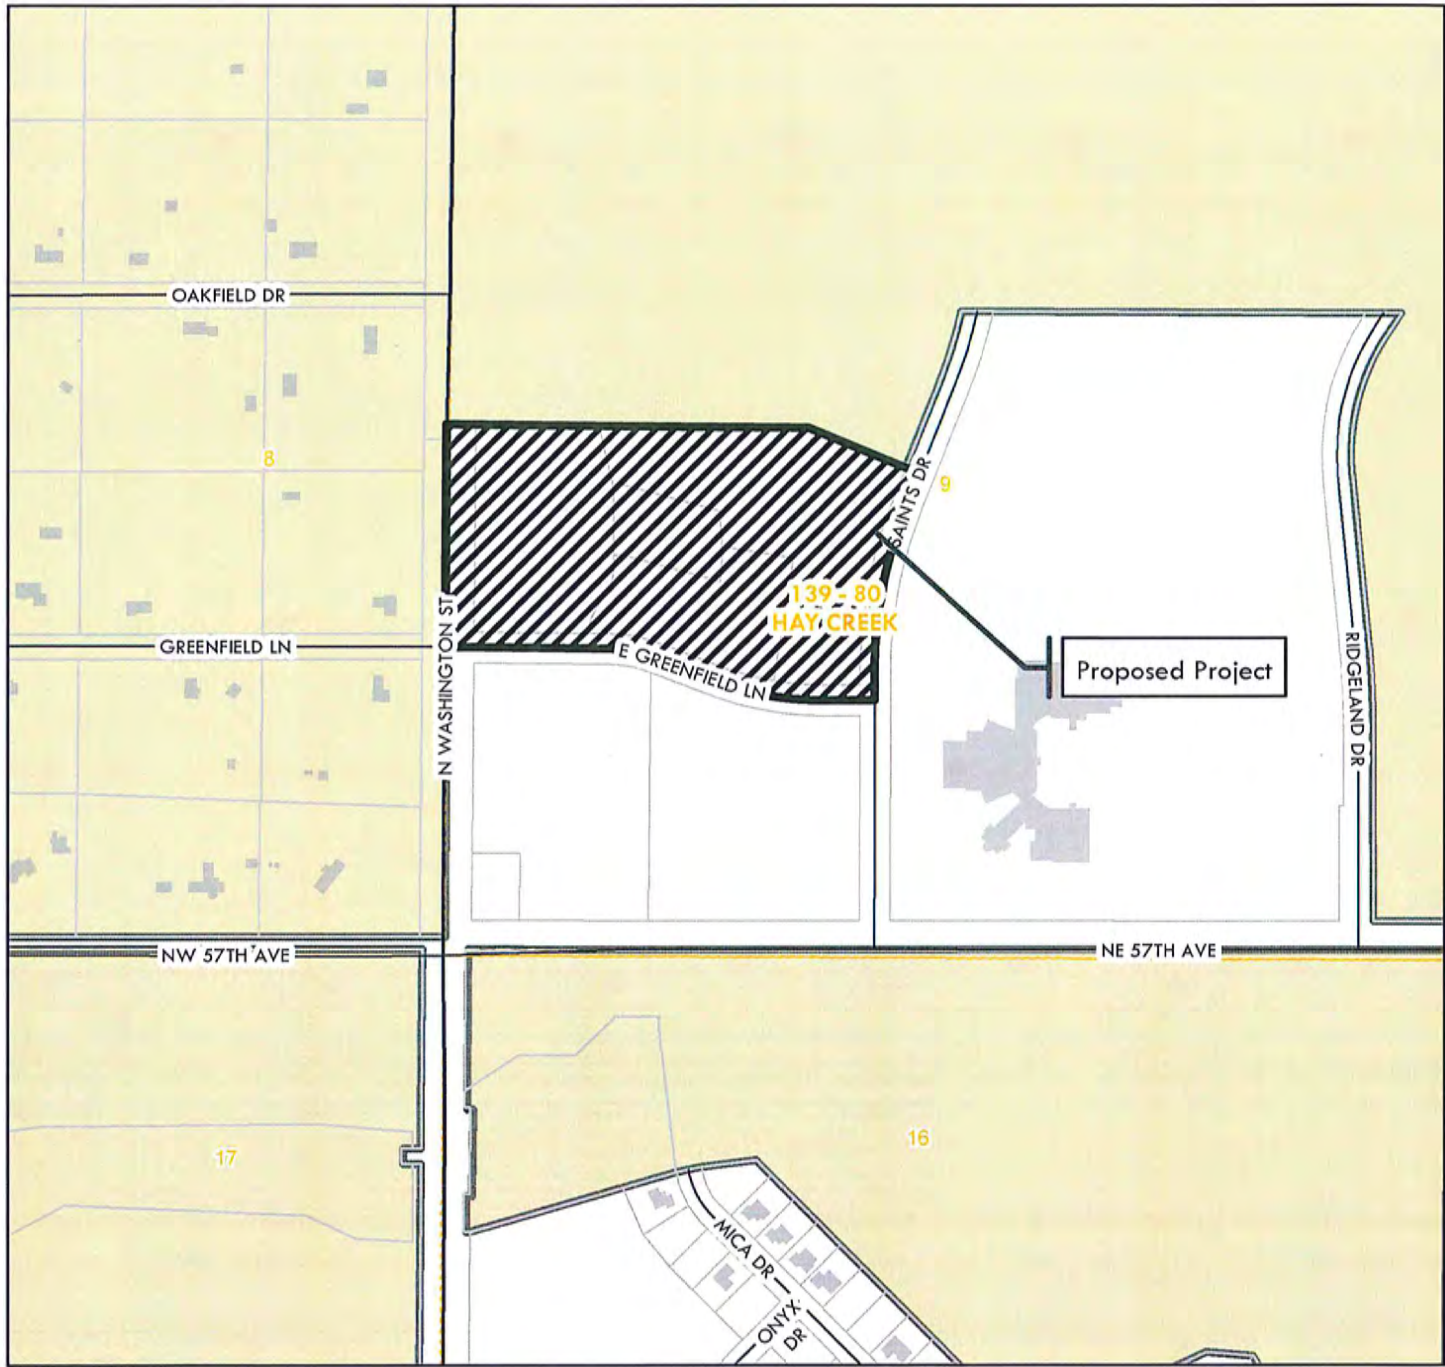 OAKFIELD DR
8
SAINTS DR
9
139 - 80
HAY CREEK
N WASHINGTON ST
GREENFIELD LN
E GREENFIELD LN
Proposed Project
RIDGELAND DR
NW 57TH AVE
NE 57TH AVE
17
16
MICA DR
ONYX
DR